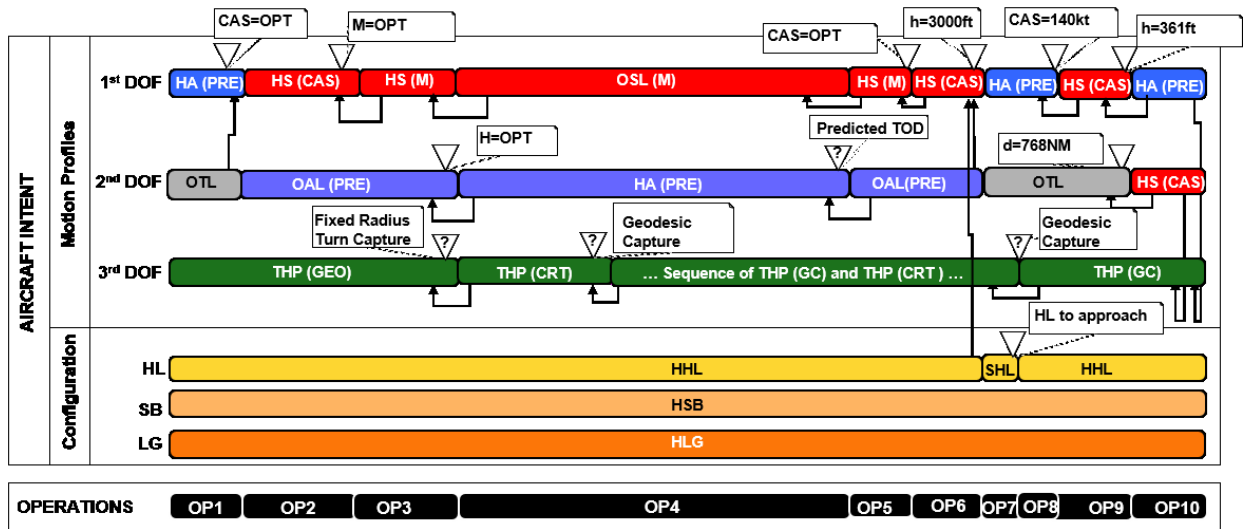 CAS=OPT
M=OPT
CAS=OPT
h=3000ft
CAS=140kt
h=361ft
AIRCRAFT INTENT
Motion Profiles
1st DOF
HA (PRE)
HS (CAS)
HS (M)
OSL (M)
HS (M)
HS (CAS)
HA (PRE)
HS (CAS)
HA (PRE)
H=OPT
Predicted TOD
?
d=768NM
2nd DOF
OTL
OAL (PRE)
HA (PRE)
OAL(PRE)
OTL
HS (CAS)
Fixed Radius
Turn Capture
?
Geodesic
Capture
?
Geodesic
Capture
?
3rd DOF
THP (GEO)
THP (CRT)
... Sequence of THP (GC) and THP (CRT ) ...
THP (GC)
HL to approach
Configuration
HL
HHL
SHL
HHL
SB
HSB
LG
HLG
OPERATIONS
OP1
OP2
OP3
OP4
OP5
OP6
OP7
OP8
OP9
OP10